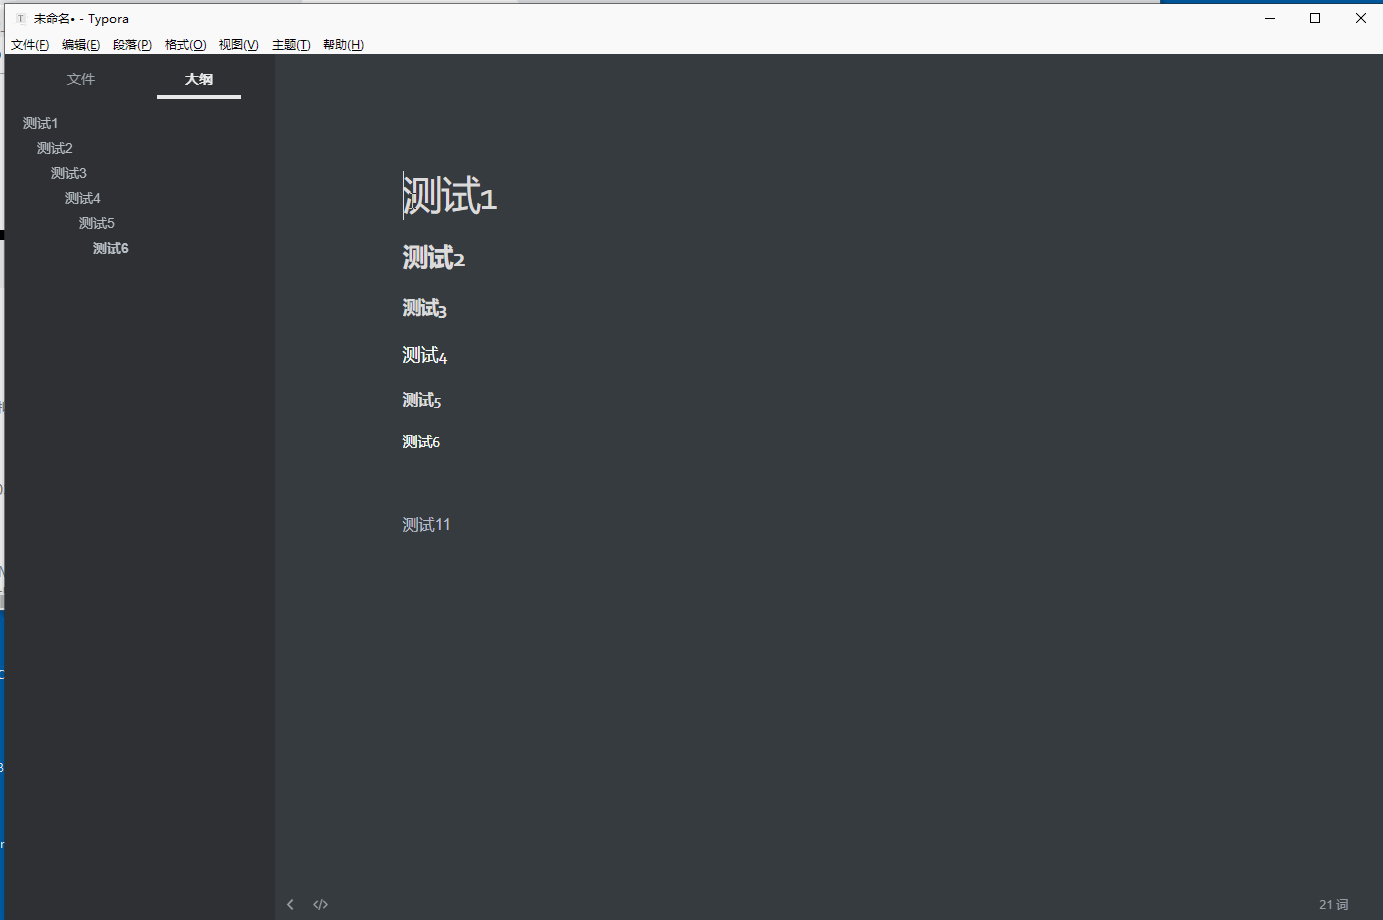 未命名• - Typora
文件(F) 编辑(E) 段落(P) 格式(O) 视图(V) 主题(T) 帮助(H)
文件 大纲
测试1
测试2
测试3
测试4
测试5
测试6
测试1
测试2
测试3
测试4
测试5
测试6
测试11
21 词